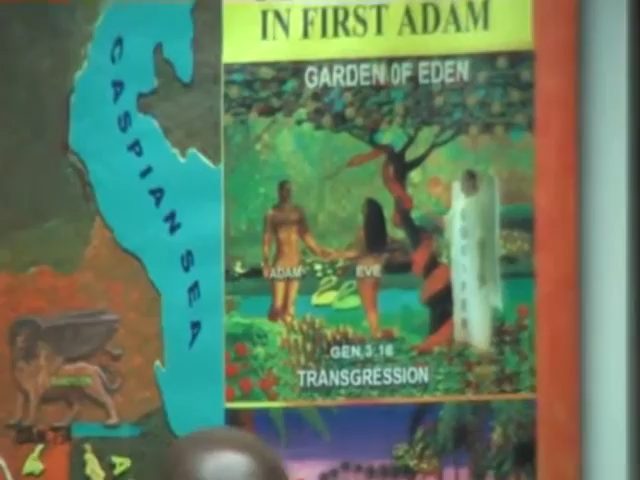 IN FIRST ADAM
GARDEN OF EDEN
CASPIAN SEA
ADAM
EVE
GEN 3 16
TRANSGRESSION